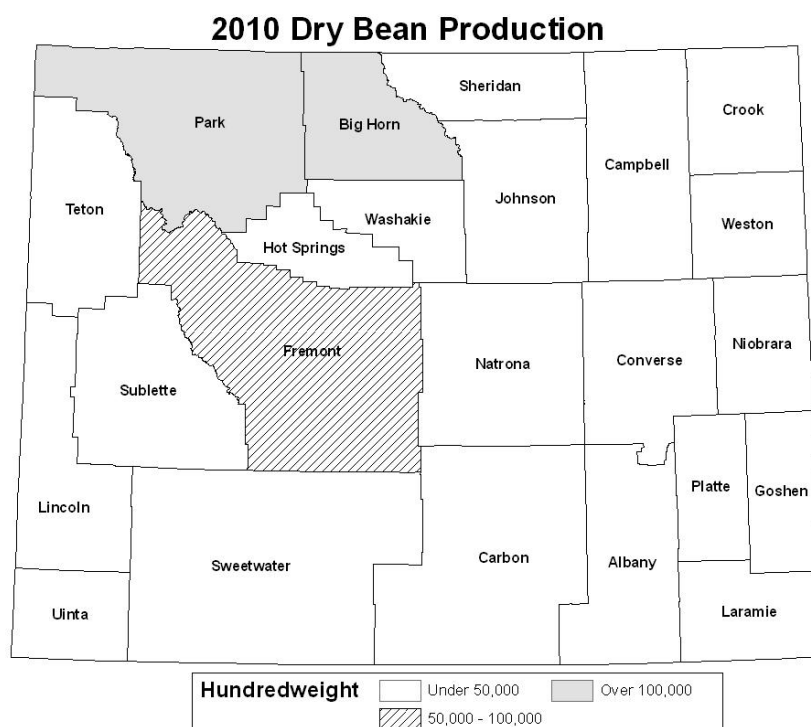 2010 Dry Bean Production
Sheridan
Crook
Park
Big Horn
Campbell
Johnson
Teton
Washakie
Weston
Hot Springs
Niobrara
Fremont
Natrona
Converse
Sublette
Platte
Goshen
Lincoln
Carbon
Albany
Sweetwater
Uinta
Laramie
Hundredweight
Under 50,000
Over 100,000
50,000 - 100,000